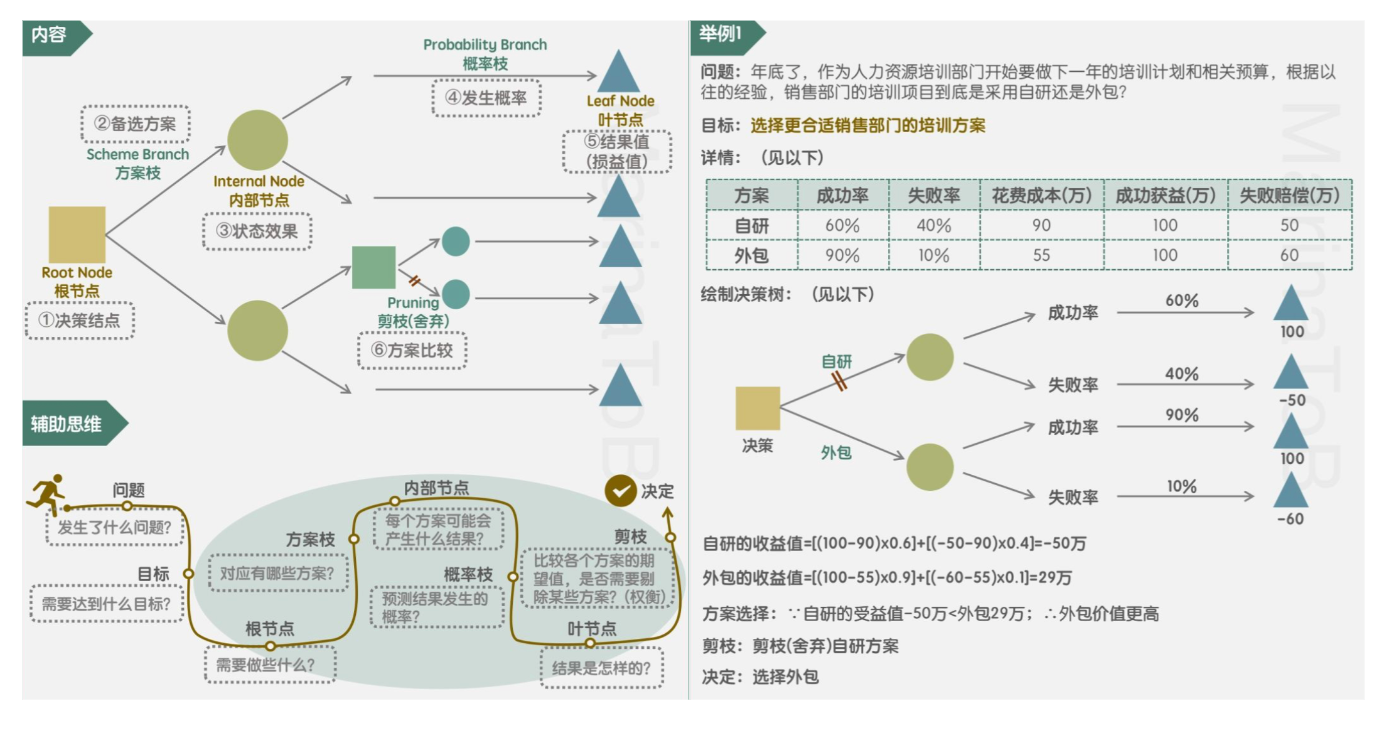 内容
Probability Branch
概率枝
④发生概率
Leaf Node
叶节点
⑤结果值
(损益值)
②备选方案
Scheme Branch
方案枝
Internal Node
内部节点
③状态效果
Root Node
根节点
①决策结点
Pruning
剪枝(舍弃)
⑥方案比较
辅助思维
问题
发生了什么问题?
目标
需要达到什么目标?
根节点
需要做些什么?
方案枝
对应有哪些方案?
内部节点
每个方案可能会
产生什么结果?
概率枝
预测结果发生的
概率?
叶节点
结果是怎样的?
剪枝
比较各个方案的期
望值，是否需要剔
除某些方案?（权衡）
决定
举例1
问题：年底了，作为人力资源培训部门开始要做下一年的培训计划和相关预算，根据以
往的经验，销售部门的培训项目到底是采用自研还是外包?
目标：选择更合适销售部门的培训方案
详情：（见以下）
方案 成功率 失败率 花费成本(万) 成功获益(万) 失败赔偿(万)
自研 60% 40% 90 100 50
外包 90% 10% 55 100 60
绘制决策树：（见以下）
决策
自研
外包
成功率 60% 100
失败率 40% -50
成功率 90% 100
失败率 10% -60
自研的收益值=[(100-90)x0.6]+[(-50-90)x0.4]=-50万
外包的收益值=[(100-55)x0.9]+[(-60-55)x0.1]=29万
方案选择：∵自研的受益值-50万<外包29万；∴外包价值更高
剪枝：剪枝(舍弃)自研方案
决定：选择外包
MarinaToB
MarinaToB